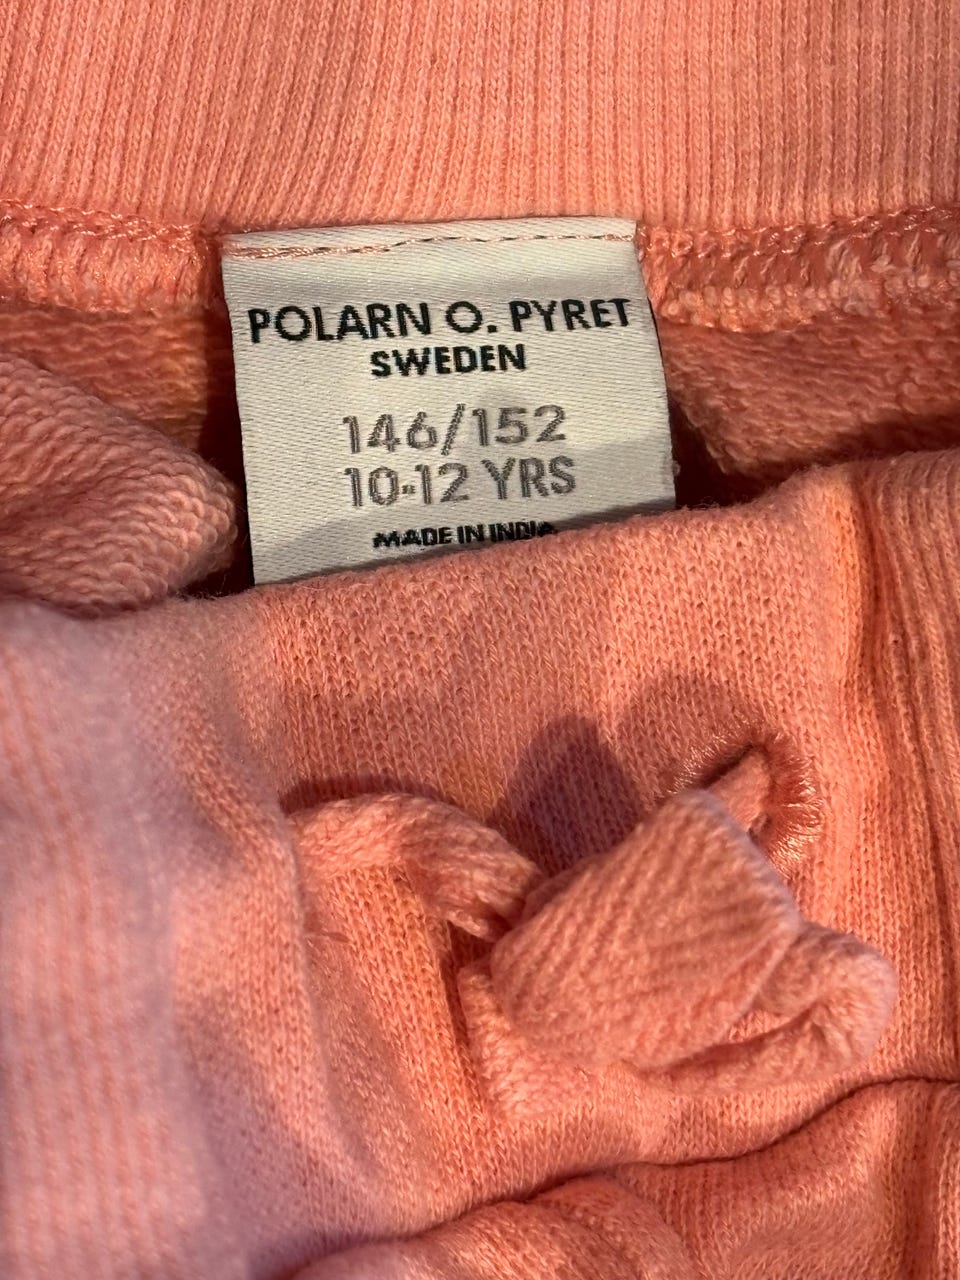 POLARN O. PYRET
SWEDEN
146/152
10-12 YRS
MADE IN INDIA